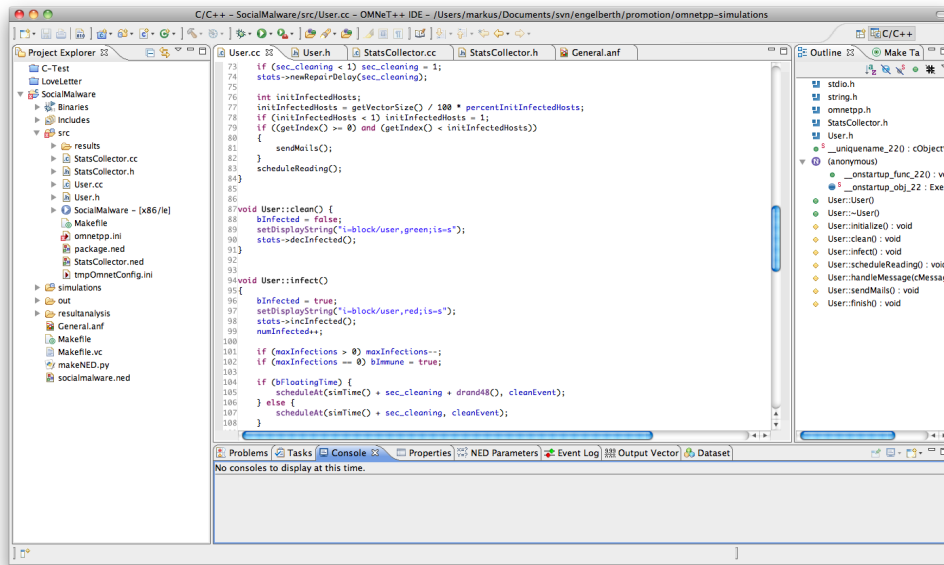 C/C++ - SocialMalware/src/User.cc - OMNeT++ IDE - /Users/markus/Documents/svn/engelberth/promotion/omnetpp-simulations
C/C++
Project Explorer
C-Test
LoveLetter
SocialMalware
Binaries
Includes
src
results
StatsCollector.cc
StatsCollector.h
User.cc
User.h
SocialMalware - [x86/le]
Makefile
omnetpp.ini
package.ned
StatsCollector.ned
tmpOmnetConfig.ini
simulations
out
resultanalysis
General.anf
Makefile
Makefile.vc
makeNED.py
socialmalware.ned
User.cc User.h StatsCollector.cc StatsCollector.h General.anf
73 if (sec_cleaning < 1) sec_cleaning = 1;
74 stats->newRepairDelay(sec_cleaning);
75
76 int initInfectedHosts;
77 initInfectedHosts = getVectorSize() / 100 * percentInitInfectedHosts;
78 if (initInfectedHosts < 1) initInfectedHosts = 1;
79 if ((getIndex() >= 0) and (getIndex() < initInfectedHosts))
80 {
81 sendMails();
82 }
83 scheduleReading();
84 }
85
86
87 void User::clean() {
88 bInfected = false;
89 setDisplayString("i=block/user,green;is=s");
90 stats->decInfected();
91 }
92
93
94 void User::infect()
95 {
96 bInfected = true;
97 setDisplayString("i=block/user,red;is=s");
98 stats->incInfected();
99 numInfected++;
100
101 if (maxInfections > 0) maxInfections--;
102 if (maxInfections == 0) bImmune = true;
103
104 if (bFloatingTime) {
105 scheduleAt(simTime() + sec_cleaning + drand48(), cleanEvent);
106 } else {
107 scheduleAt(simTime() + sec_cleaning, cleanEvent);
108 }
Outline Make Ta
stdio.h
string.h
omnetpp.h
StatsCollector.h
User.h
__uniquename_22() : cObject
(anonymous)
__onstartup_func_22() : v
__onstartup_obj_22 : Exe
User::User()
User::~User()
User::initialize() : void
User::clean() : void
User::infect() : void
User::scheduleReading() : void
User::handleMessage(cMessag
User::sendMails() : void
User::finish() : void
Problems Tasks Console Properties NED Parameters Event Log Output Vector Dataset
No consoles to display at this time.